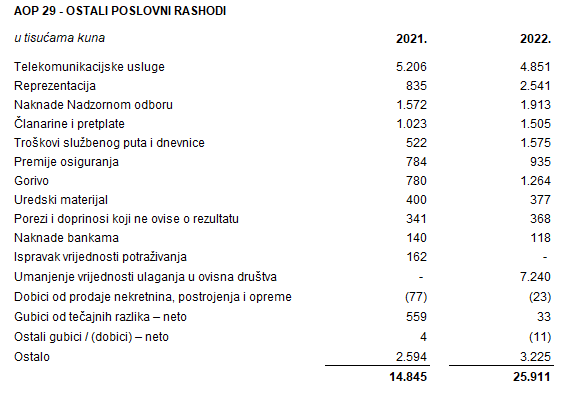 AOP 29 - OSTALI POSLOVNI RASHODI
u tisućama kuna 2021. 2022.
Telekomunikacijske usluge 5.206 4.851
Reprezentacija 835 2.541
Naknade Nadzornom odboru 1.572 1.913
Članarine i pretplate 1.023 1.505
Troškovi službenog puta i dnevnice 522 1.575
Premije osiguranja 784 935
Gorivo 780 1.264
Uredski materijal 400 377
Porezi i doprinosi koji ne ovise o rezultatu 341 368
Naknade bankama 140 118
Ispravak vrijednosti potraživanja 162 -
Umanjenje vrijednosti ulaganja u ovisna društva - 7.240
Dobici od prodaje nekretnina, postrojenja i opreme (77) (23)
Gubici od tečajnih razlika – neto 559 33
Ostali gubici / (dobici) – neto 4 (11)
Ostalo 2.594 3.225
14.845 25.911